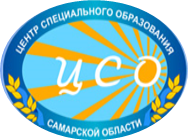 ЦЕНТР СПЕЦИАЛЬНОГО ОБРАЗОВАНИЯ
ЦСО
САМАРСКОЙ ОБЛАСТИ